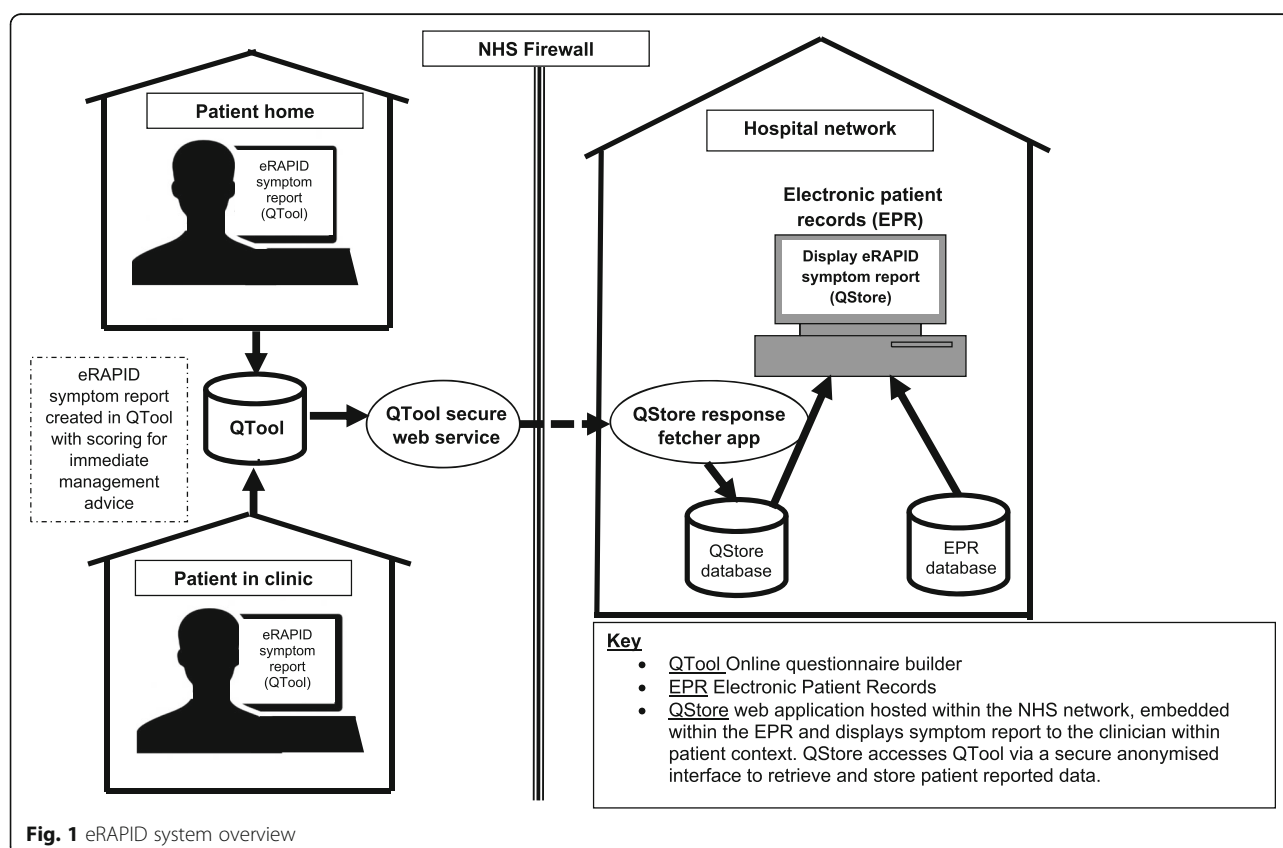 NHS Firewall
Patient home
eRAPID
symptom
report
(QTool)
eRAPID
symptom report
created in QTool
with scoring for
immediate
management
advice
QTool
QTool secure
web service
Patient in clinic
eRAPID
symptom
report
(QTool)
Hospital network
Electronic patient
records (EPR)
Display eRAPID
symptom report
(QStore)
QStore response
fetcher app
QStore
database
EPR
database
Key
• QTool Online questionnaire builder
• EPR Electronic Patient Records
• QStore web application hosted within the NHS network, embedded
within the EPR and displays symptom report to the clinician within
patient context. QStore accesses QTool via a secure anonymised
interface to retrieve and store patient reported data.
Fig. 1 eRAPID system overview